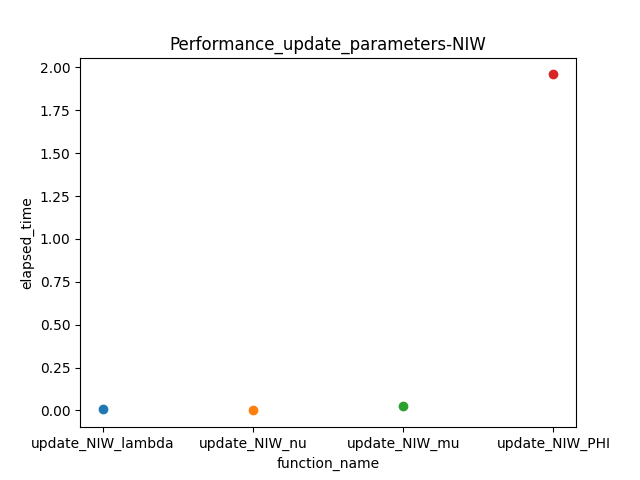 Performance_update_parameters-NIW
2.00
1.75
1.50
1.25
1.00
0.75
0.50
0.25
0.00
elapsed_time
update_NIW_lambda update_NIW_nu update_NIW_mu update_NIW_PHI
function_name